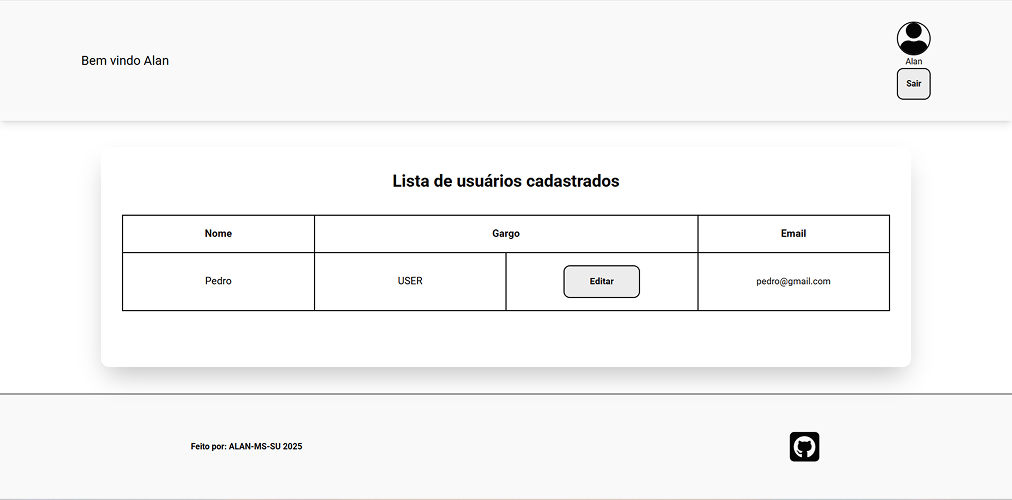 Bem vindo Alan
Alan
Sair
Lista de usuários cadastrados
Nome Gargo Email
Pedro USER Editar pedro@gmail.com
Feito por: ALAN-MS-SU 2025